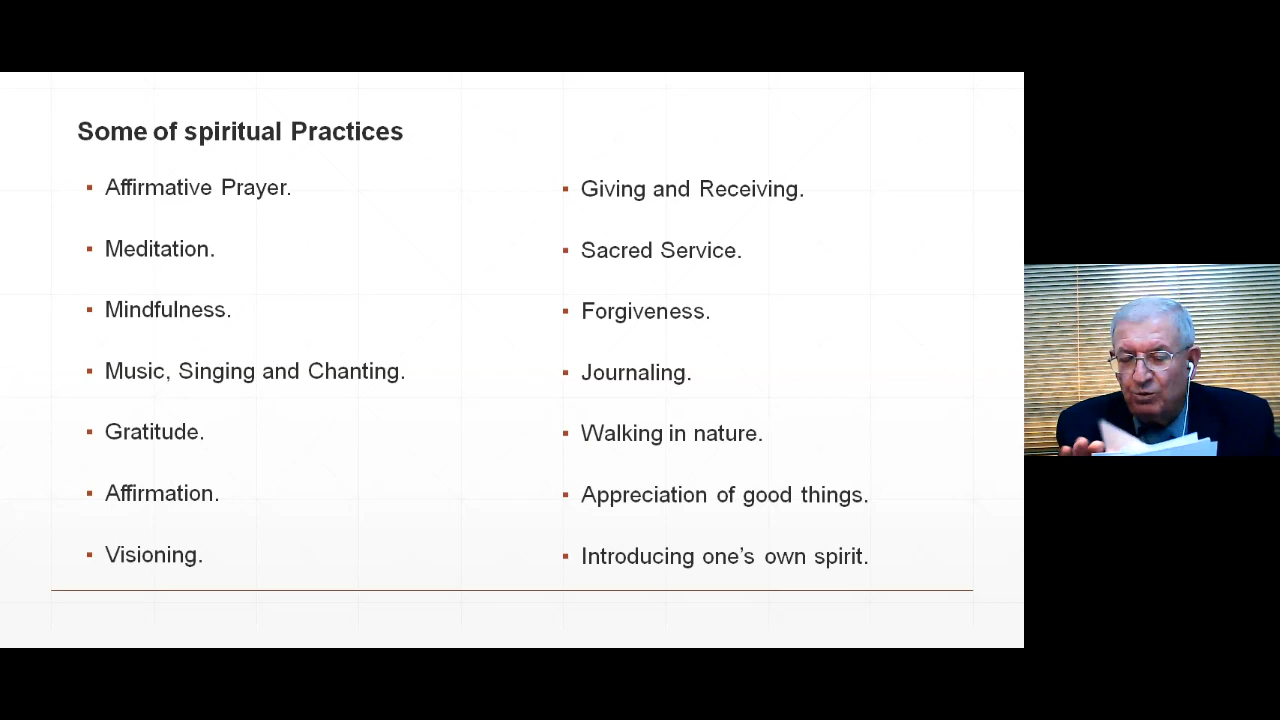 Some of spiritual Practices
Affirmative Prayer.
Meditation.
Mindfulness.
Music, Singing and Chanting.
Gratitude.
Affirmation.
Visioning.
Giving and Receiving.
Sacred Service.
Forgiveness.
Journaling.
Walking in nature.
Appreciation of good things.
Introducing one’s own spirit.